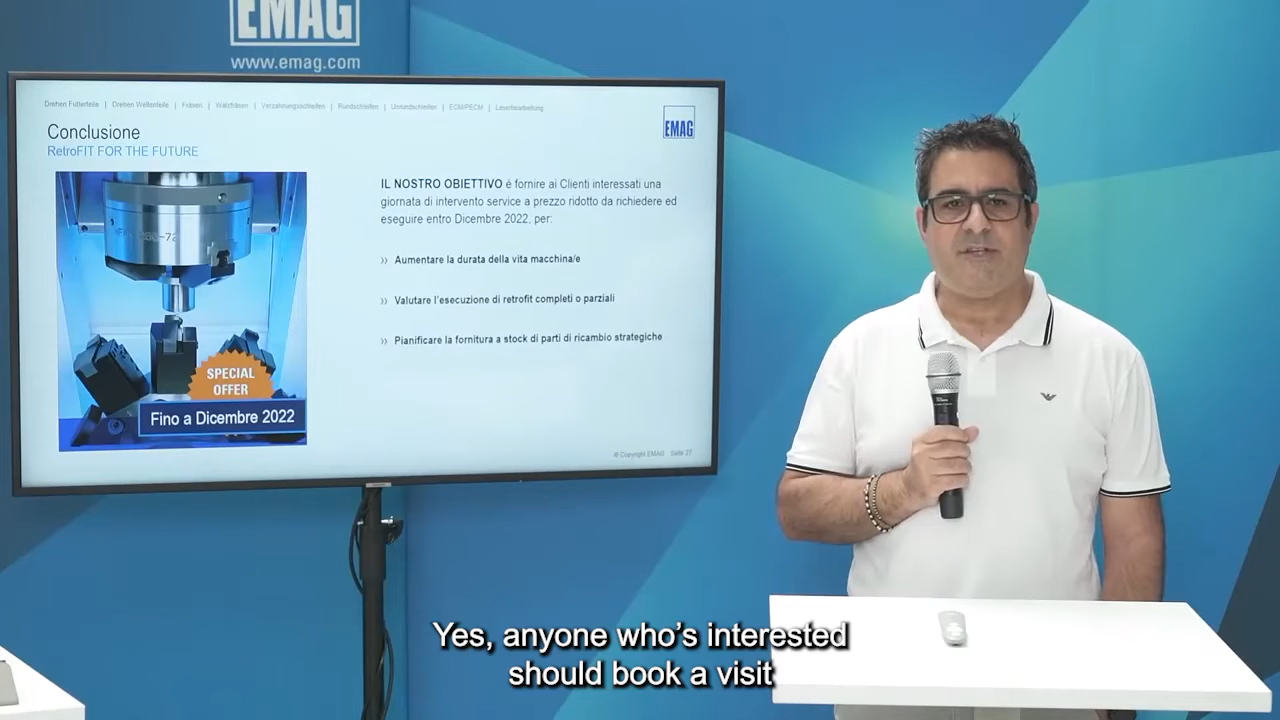 EMAG
www.emag.com
Drehen Futterteile | Drehen Wellenteile | Fräsen | Walzfräsen | Verzahnungsschleifen | Rundschleifen | Unrundschleifen | ECM/PECM | Laserbearbeitung
Conclusione
RetroFIT FOR THE FUTURE
EMAG
IL NOSTRO OBIETTIVO é fornire ai Clienti interessati una
giornata di intervento service a prezzo ridotto da richiedere ed
eseguire entro Dicembre 2022, per:
›› Aumentare la durata della vita macchina/e
›› Valutare l'esecuzione di retrofit completi o parziali
›› Pianificare la fornitura a stock di parti di ricambio strategiche
SPECIAL
OFFER
Fino a Dicembre 2022
© Copyright EMAG Seite 27
Yes, anyone who's interested
should book a visit